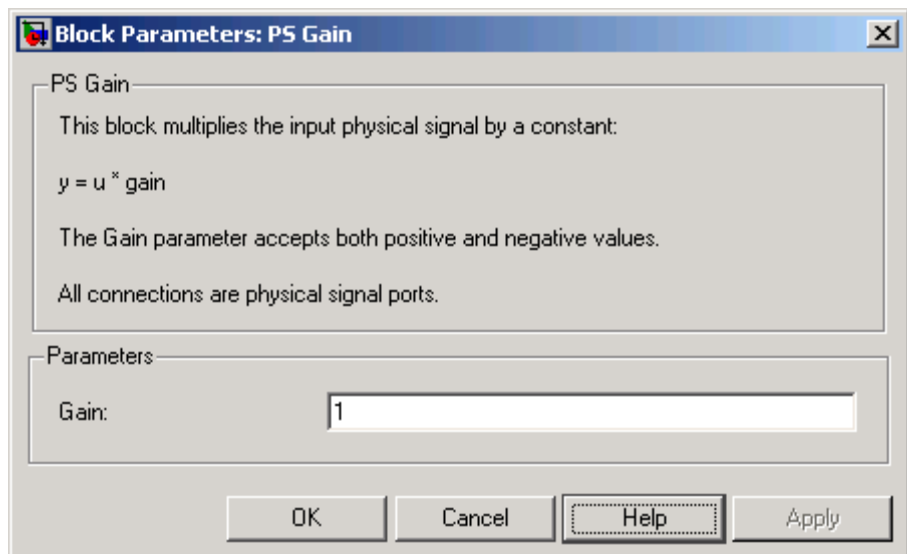 Block Parameters: PS Gain
PS Gain
This block multiplies the input physical signal by a constant:
y = u * gain
The Gain parameter accepts both positive and negative values.
All connections are physical signal ports.
Parameters
Gain: 1
OK Cancel Help Apply